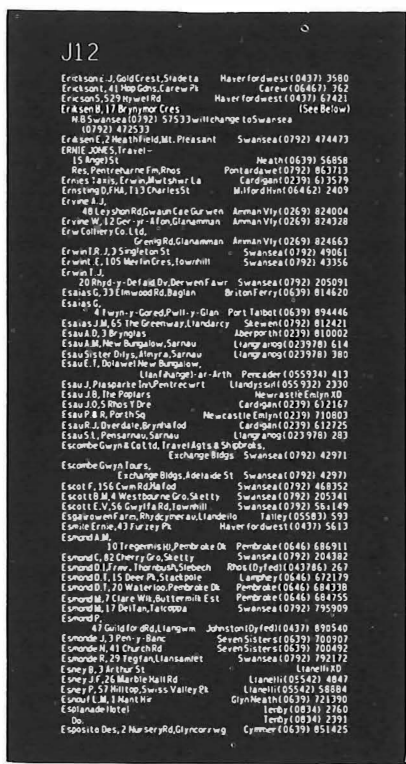 J12
Erickson E.J, Gold Crest, Sladeta Haverfordwest (0437) 3580
Erickson t, 41 Hop Gdns, Carew Pk Carew (06467) 362
Ericson S, 529 Hywel Rd Haverfordwest (0437) 67421
Eriksen B, 17 Brynymor Cres (See Below)
N.B Swansea (0792) 57533 will change to Swansea
(0792) 472533
Eriksen E, 2 Heathfield, Mt. Pleasant Swansea (0792) 474473
ERNIE JONES, Travel-
15 Angel St Neath (0639) 56858
Res, Pentreharne Fm, Rhos Pontardawe (0792) 863713
Ernies Taxis, Erwin, Mwtshwr La Cardigan (0239) 613579
Ernsting D, FHA, T13 Charles St Milford Hvn (06462) 2409
Ervine A.J,
48 Leyshon Rd, Gwaun Cae Gurwen Amman Vly (0269) 824004
Ervine W, 12 Ger-yr-Afon, Glanamman Amman Vly (0269) 824328
Erw Colliery Co. Ltd,
Grenig Rd, Glanamman Amman Vly (0269) 824663
Erwin T.R.J, 3 Singleton St Swansea (0792) 49061
Erwin t.E, 105 Merlin Cres, Townhill Swansea (0792) 43356
Erwin T.J,
20 Rhyd-y-Defaid Dv, Derwen Fawr Swansea (0792) 205091
Esaias G, 33 Elmwood Rd, Baglan Briton Ferry (0639) 814620
Esaias G,
4 Twyn-y-Gored, Pwll-y-Glan Port Talbot (0639) 894446
Esaias J.M, 65 The Greenway, Llandarcy Skewen (0792) 812421
Esau A.D, 3 Brynglas Aberporth (0239) 810002
Esau A.M, New Bungalow, Sarnau Llangranog (023978) 614
Esau Sister Dilys, Almyra, Sarnau Llangranog (023978) 380
Esau E.T, Dolawel New Bungalow,
Llanfihangel-ar-Arth Pencader (055934) 413
Esau J, Plasparke Inn, Pentrecwrt Llandyssil (055932) 2330
Esau J.B, The Poplars Newcastle Emlyn XD
Esau J.O, 5 Rhos Y Dre Cardigan (0239) 612167
Esau P & R, Porth Sq Newcastle Emlyn (0239) 710803
Esau R.J, Overdale, Brynhafod Cardigan (0239) 612725
Esau S.L, Pensarnau, Sarnau Llangranog (023978) 283
Escombe Gwyn & Co Ltd, Travel Agts & Shipbroks,
Exchange Bldgs Swansea (0792) 42971
Escombe Gwyn Tours,
Exchange Bldgs, Adelaide St Swansea (0792) 42971
Escott F, 156 Cwm Rd, Hafod Swansea (0792) 468352
Escott B.M, 4 Westbourne Gro, Sketty Swansea (0792) 205341
Escott E.V, 56 Gwylfa Rd, Townhill Swansea (0792) 561149
Esgairowen Farm, Rhydcymerau, Llandeilo Talley (05583) 593
Esmile Ernie, 43 Furzey Pk Haverfordwest (0437) 5613
Esmond A.M,
10 Tregennis Hl, Pembroke Dk Pembroke (0646) 686911
Esmond C, 82 Cherry Gro, Sketty Swansea (0792) 204382
Esmond D.I, Frmr, Thornbush, Slebech Rhos (Dyfed) (043786) 267
Esmond D.T, 15 Deer Pk, Stackpole Lamphey (0646) 672179
Esmond D.T, 20 Waterloo, Pembroke Dk Pembroke (0646) 684338
Esmond M, 7 Clare Wlk, Buttermilk Est Pembroke (0646) 684755
Esmond M, 17 Delfan, Talcoppa Swansea (0792) 795909
Esmond P,
47 Guildford Rd, Llangwm Johnston (Dyfed) (0437) 890540
Esmonde J, 3 Pen-y-Banc Seven Sisters (0639) 700907
Esmonde N, 41 Church Rd Seven Sisters (0639) 700492
Esmonde R, 29 Tegfan, Llansamlet Swansea (0792) 792172
Esney B, 3 Arthur St Llanelli XD
Esney J.F, 26 Marble Hall Rd Llanelli (05542) 4847
Esney P, 57 Hilltop, Swiss Valley Pk Llanelli (05542) 58884
Esnouf L.M, 1 Nant Hir Glyn Neath (0639) 721390
Esplanade Hotel Tenby (0834) 2760
Do. Tenby (0834) 2391
Esposito Des, 2 Nursery Rd, Glyncorrwg Cymmer (0639) 851425